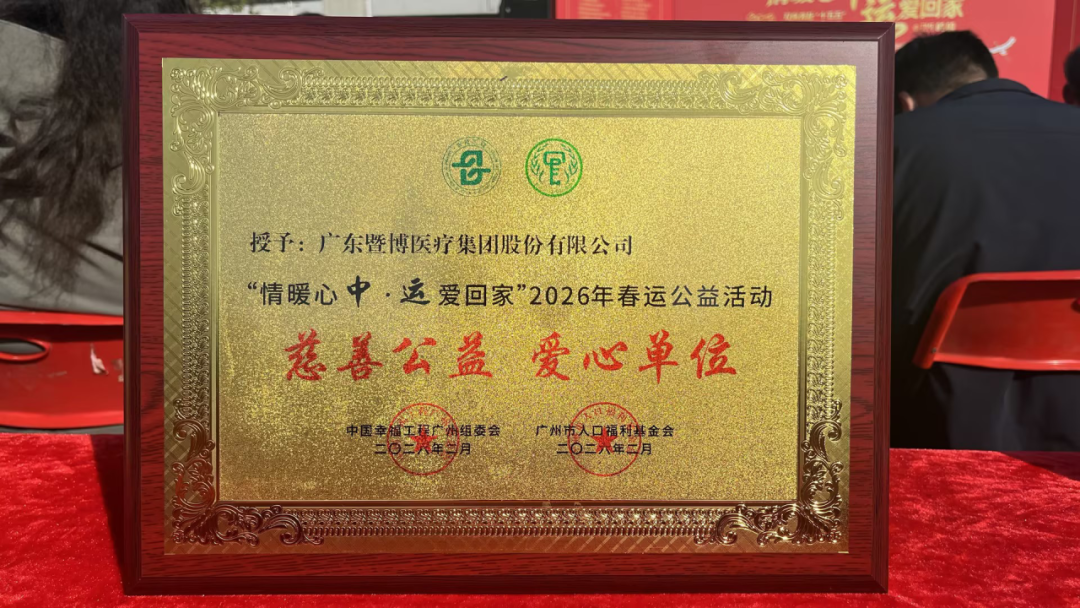 爱回家
授予：广东暨博医疗集团股份有限公司
“情暖心中·运爱回家”2026年春运公益活动
慈善公益 爱心单位
中国幸福工程广州组委会 广州市人口福利基金会
二〇二六年二月 二〇二六年二月